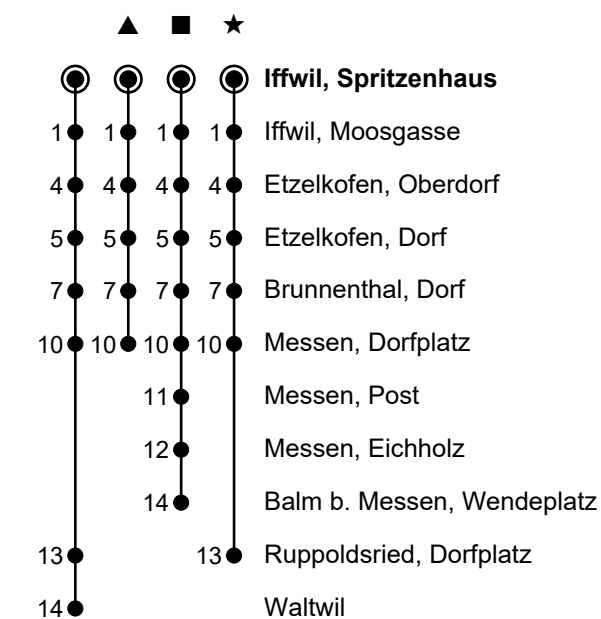 ▲ ■ ★
Iffwil, Spritzenhaus
1 1 1 1 Iffwil, Moosgasse
4 4 4 4 Etzelkofen, Oberdorf
5 5 5 5 Etzelkofen, Dorf
7 7 7 7 Brunnenthal, Dorf
10 10 10 10 Messen, Dorfplatz
11 Messen, Post
12 Messen, Eichholz
14 Balm b. Messen, Wendeplatz
13 13 Ruppoldsried, Dorfplatz
14 Waltwil